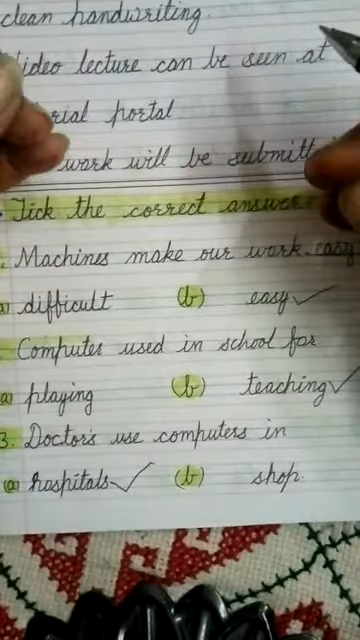 clean handwriting.
Video lecture can be seen at
portal
work will be
Tick the correct answer
Machines make our work easy
(a) difficult (b) easy ✓
Computer used in school for
(a) playing (b) teaching ✓
3. Doctor's use computers in
(a) hospitals ✓ (b) shop.